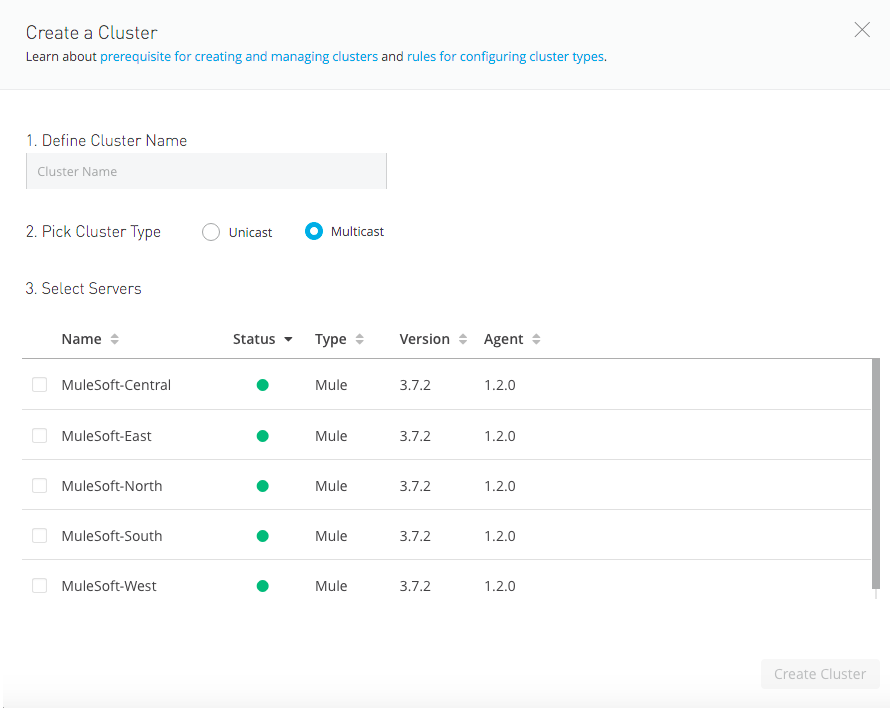 Create a Cluster
Learn about prerequisite for creating and managing clusters and rules for configuring cluster types.
1. Define Cluster Name
Cluster Name
2. Pick Cluster Type Unicast Multicast
3. Select Servers
Name Status Type Version Agent
MuleSoft-Central Mule 3.7.2 1.2.0
MuleSoft-East Mule 3.7.2 1.2.0
MuleSoft-North Mule 3.7.2 1.2.0
MuleSoft-South Mule 3.7.2 1.2.0
MuleSoft-West Mule 3.7.2 1.2.0
Create Cluster